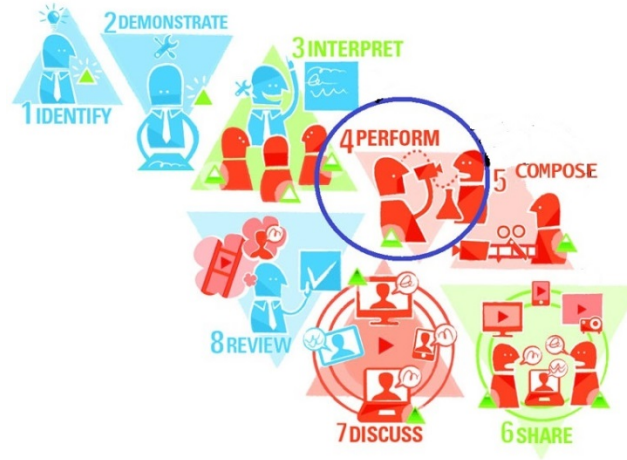 1 IDENTIFY
2 DEMONSTRATE
3 INTERPRET
4 PERFORM
5 COMPOSE
6 SHARE
7 DISCUSS
8 REVIEW